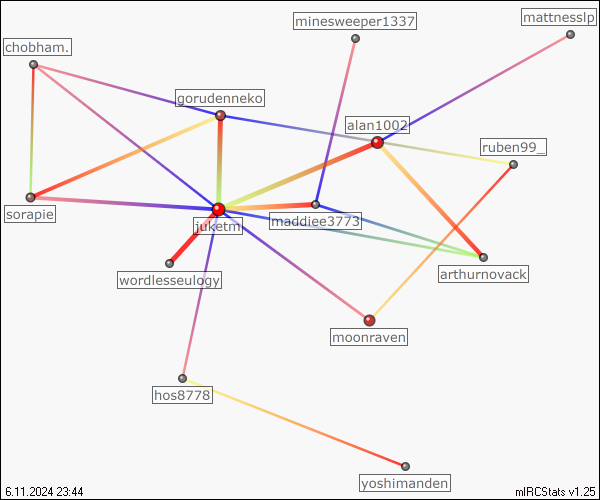 minesweeper1337
mattnesslp
chobham.
gorudenneko
alan1002
ruben99_
sorapie
juketm
maddiee3773
wordlesseulogy
arthurnovack
moonraven
hos8778
yoshimanden
6.11.2024 23:44
mIRCStats v1.25